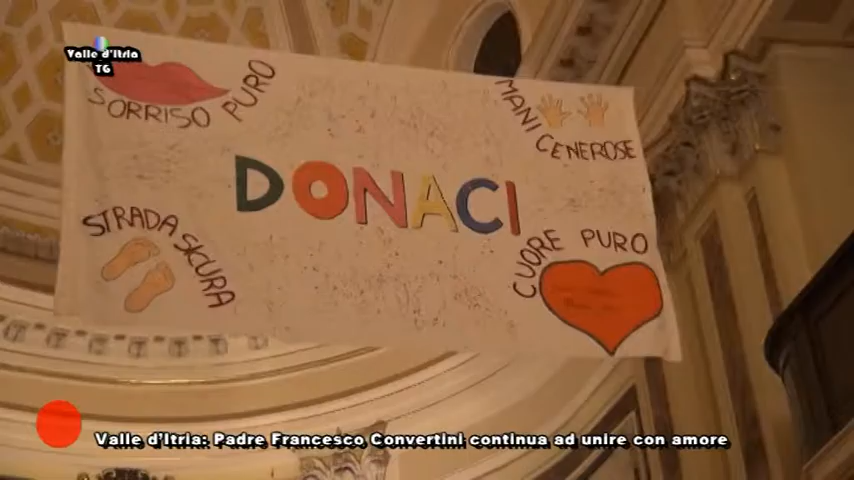 Valle d'Itria
TG
SORRISO PURO
MANI GENEROSE
DONACI
STRADA SICURA
CUORE PURO
Valle d'Itria: Padre Francesco Convertini continua ad unire con amore